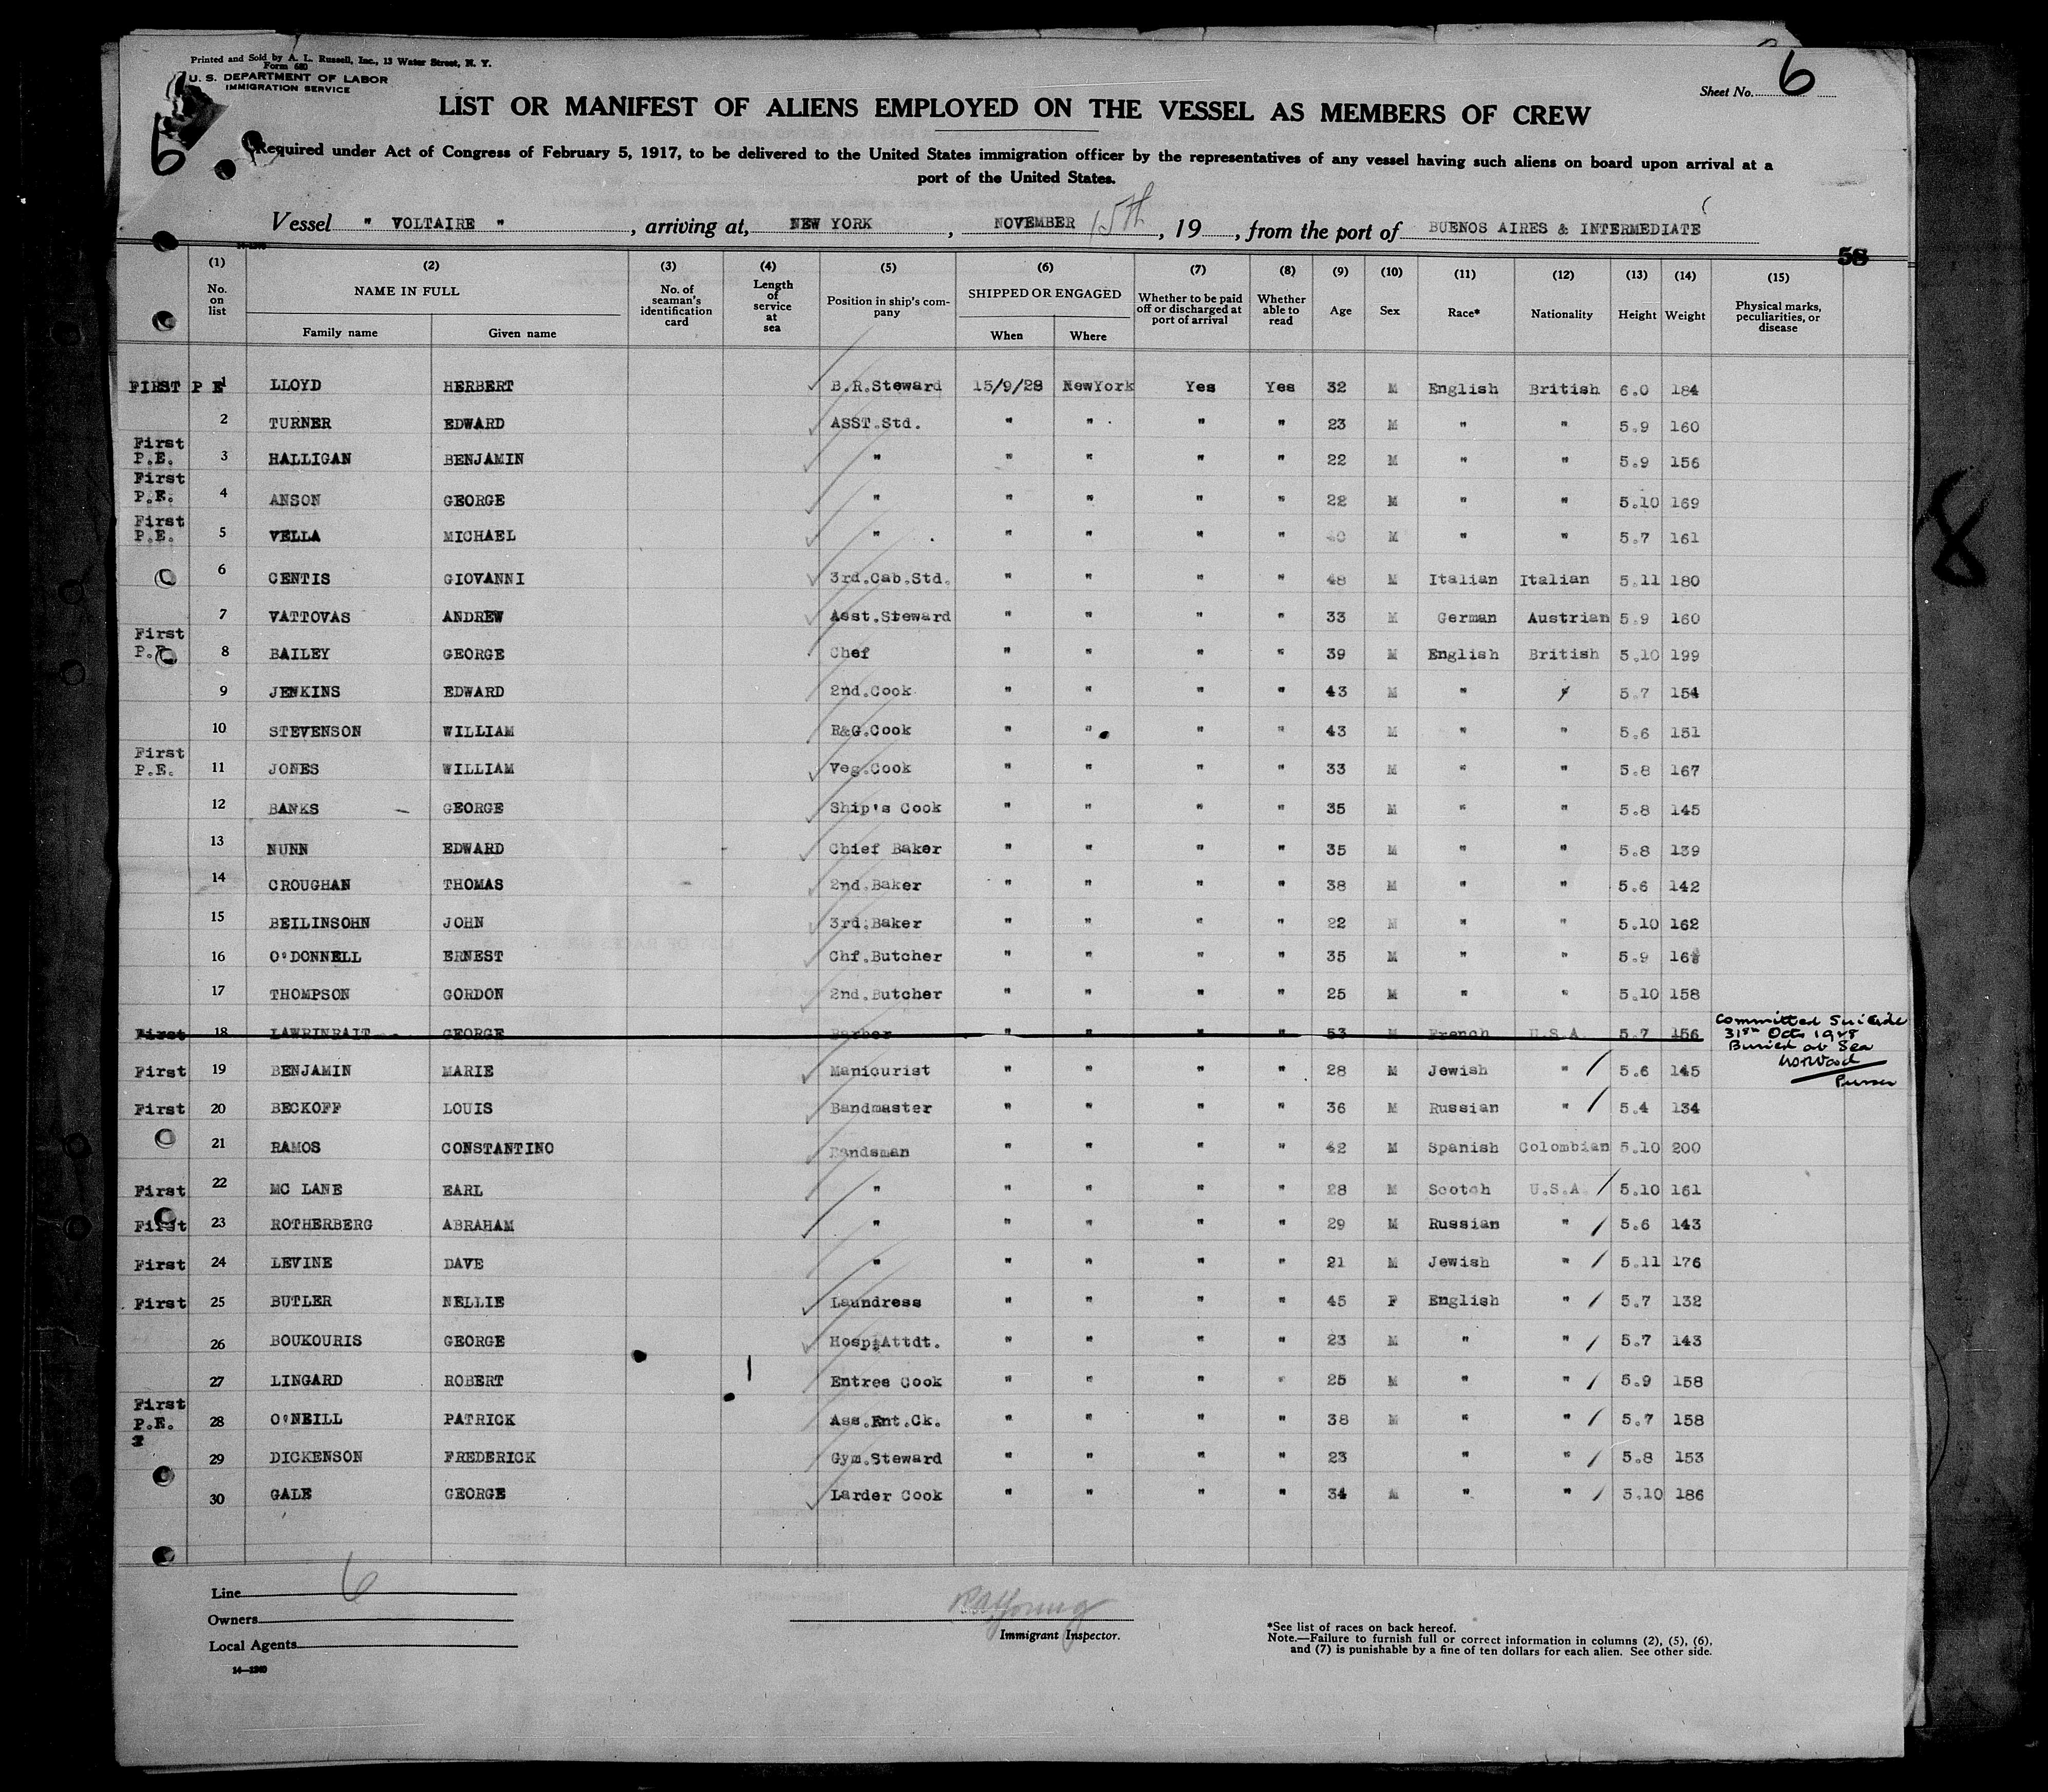 Printed and Sold by A. L. Russell, Inc., 13 Water Street, N. Y.
Form 680
U. S. DEPARTMENT OF LABOR
IMMIGRATION SERVICE
Sheet No. 6
6
LIST OR MANIFEST OF ALIENS EMPLOYED ON THE VESSEL AS MEMBERS OF CREW
Required under Act of Congress of February 5, 1917, to be delivered to the United States immigration officer by the representatives of any vessel having such aliens on board upon arrival at a
port of the United States.
Vessel " VOLTAIRE " , arriving at, NEW YORK , NOVEMBER 15th , 19 , from the port of BUENOS AIRES & INTERMEDIATE
58
(1) No. on list (2) NAME IN FULL Family name Given name (3) No. of seaman's identification card (4) Length of service at sea (5) Position in ship's company (6) SHIPPED OR ENGAGED When Where (7) Whether to be paid off or discharged at port of arrival (8) Whether able to read (9) Age (10) Sex (11) Race* (12) Nationality (13) Height (14) Weight (15) Physical marks, peculiarities, or disease
FIRST P E 1 LLOYD HERBERT B.R.Steward 15/9/28 NewYork Yes Yes 32 M English British 6.0 184
2 TURNER EDWARD ASST.Std. " " " " 23 M " " 5.9 160
First P.E. 3 HALLIGAN BENJAMIN " " " " " 22 M " " 5.9 156
First P.E. 4 ANSON GEORGE " " " " " 22 M " " 5.10 169
First P.E. 5 VELLA MICHAEL " " " " " 40 M " " 5.7 161
6 CENTIS GIOVANNI 3rd.Cab.Std. " " " " 48 M Italian Italian 5.11 180
7 VATTOVAS ANDREW Asst.Steward " " " " 33 M German Austrian 5.9 160
First P.E. 8 BAILEY GEORGE Chef " " " " 39 M English British 5.10 199
9 JENKINS EDWARD 2nd.Cook " " " " 43 M " " 5.7 154
10 STEVENSON WILLIAM R&G.Cook " " " " 43 M " " 5.6 151
First P.E. 11 JONES WILLIAM Veg.Cook " " " " 33 M " " 5.8 167
12 BANKS GEORGE Ship's Cook " " " " 35 M " " 5.8 145
13 NUNN EDWARD Chief Baker " " " " 35 M " " 5.8 139
14 CROUGHAN THOMAS 2nd.Baker " " " " 38 M " " 5.6 142
15 BEILINSOHN JOHN 3rd.Baker " " " " 22 M " " 5.10 162
16 O'DONNELL ERNEST Chf.Butcher " " " " 35 M " " 5.9
17 THOMPSON GORDON 2nd.Butcher " " " " 25 M " " 5.10 158
First 18 LAWRINRAIT GEORGE Barber " " " " 53 M French U.S.A. 5.7 156 Committed Suicide
31st Oct 1928
Buried at Sea
Purser
First 19 BENJAMIN MARIE Manicurist " " " " 28 M Jewish " 5.6 145
First 20 BECKOFF LOUIS Bandmaster " " " " 36 M Russian " 5.4 134
21 RAMOS CONSTANTINO Bandsman " " " " 42 M Spanish Colombian 5.10 200
First 22 MC LANE EARL " " " " " 28 M Scotch U.S.A. 5.10 161
First 23 ROTHERBERG ABRAHAM " " " " " 29 M Russian " 5.6 143
First 24 LEVINE DAVE " " " " " 21 M Jewish " 5.11 176
First 25 BUTLER NELLIE Laundress " " " " 45 F English " 5.7 132
26 BOUKOURIS GEORGE Hosp.Attdt. " " " " 23 M " " 5.7 143
27 LINGARD ROBERT Entree Cook " " " " 25 M " " 5.9 158
First P.E. 28 O'NEILL PATRICK Ass.Ent.Ck. " " " " 38 M " " 5.7 158
29 DICKENSON FREDERICK Gym.Steward " " " " 23 " " 5.8 153
30 GALE GEORGE Larder Cook " " " " 34 M " " 5.10 186
8
Line 6
Owners
Local Agents
14—1240
Immigrant Inspector.
*See list of races on back hereof.
Note.—Failure to furnish full or correct information in columns (2), (5), (6),
and (7) is punishable by a fine of ten dollars for each alien. See other side.